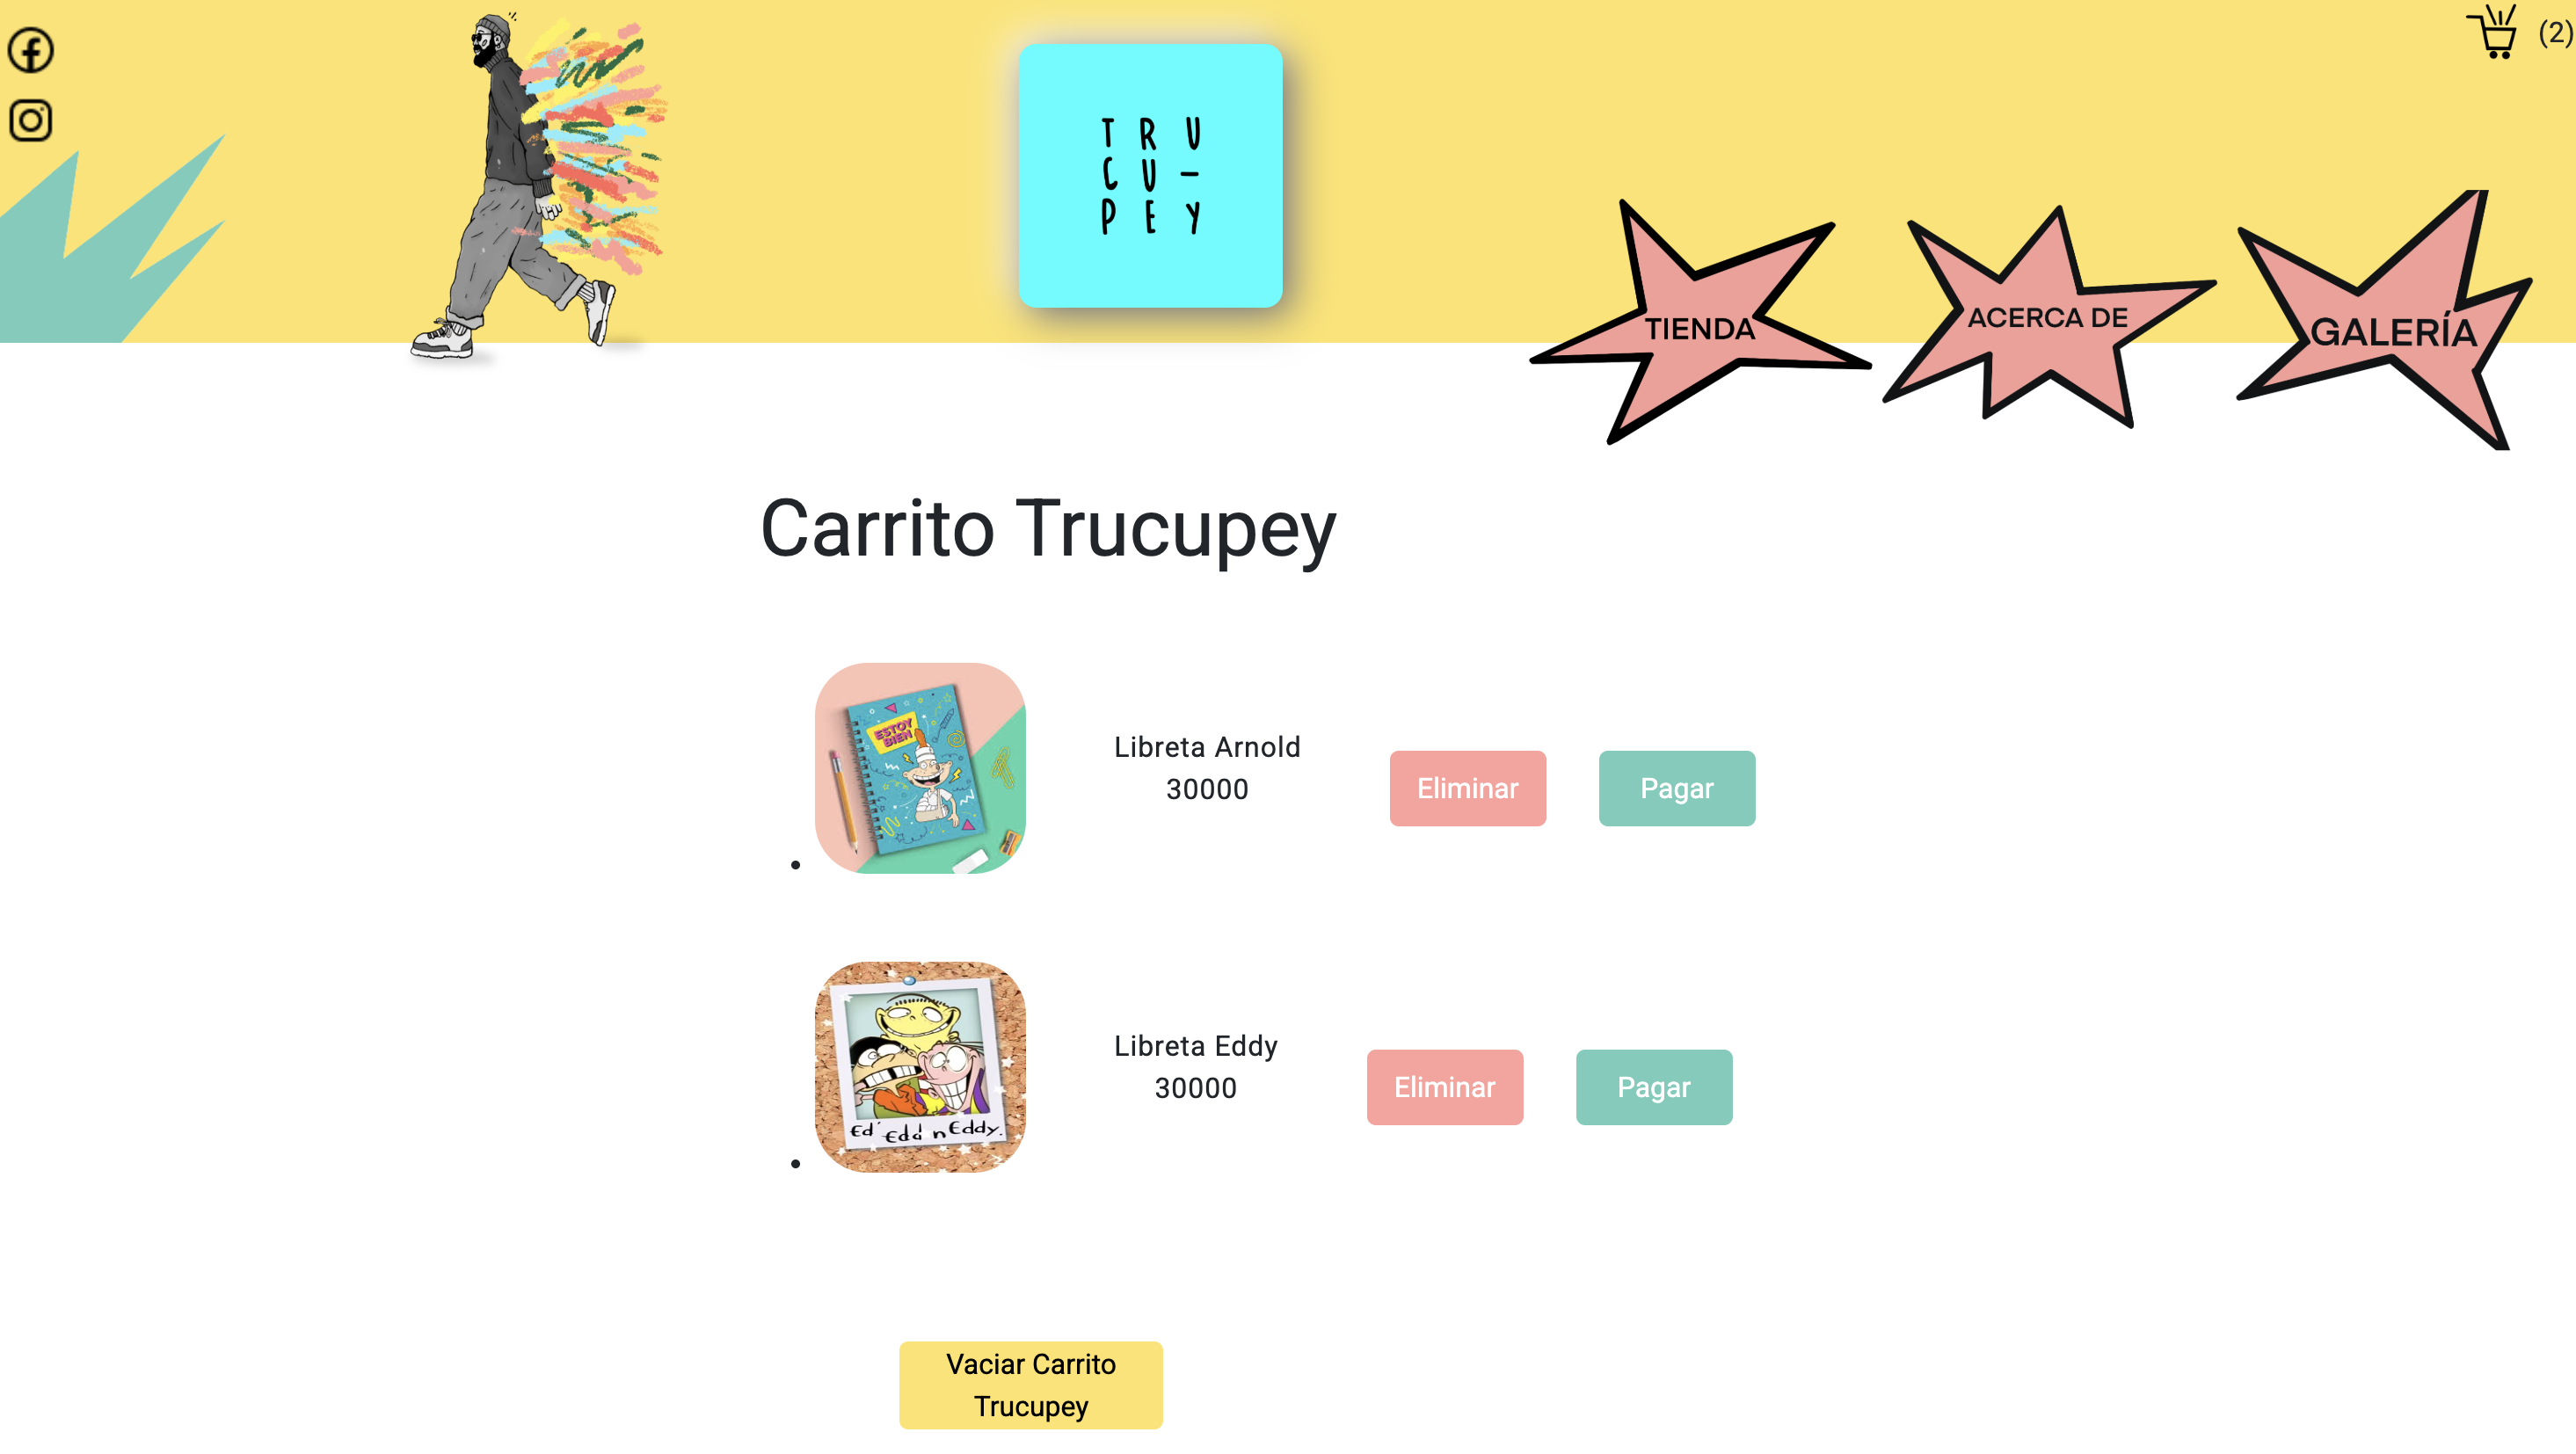 (2)
T R U
C U –
P E Y
TIENDA
ACERCA DE
GALERÍA
Carrito Trucupey
ESTOY
BIEN
Libreta Arnold
30000
Eliminar
Pagar
Ed' Edd n Eddy.
Libreta Eddy
30000
Eliminar
Pagar
Vaciar Carrito
Trucupey